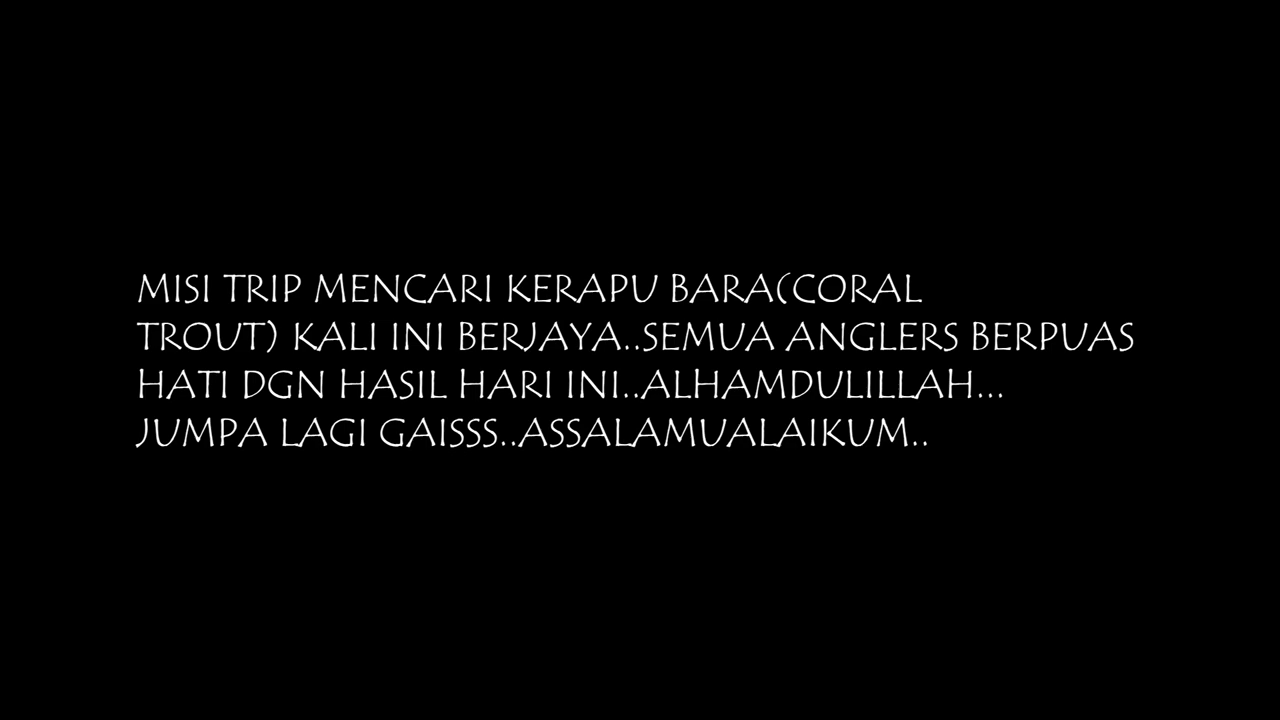 MISI TRIP MENCARI KERAPU BARA(CORAL
TROUT) KALI INI BERJAYA..SEMUA ANGLERS BERPUAS
HATI DGN HASIL HARI INI..ALHAMDULILLAH...
JUMPA LAGI GAISSS..ASSALAMUALAIKUM..